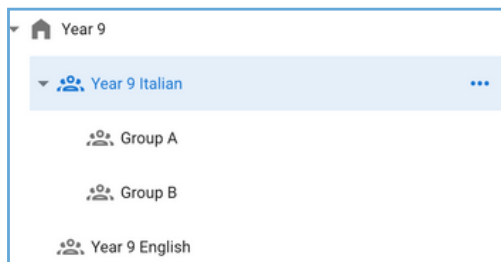 Year 9
Year 9 Italian
Group A
Group B
Year 9 English